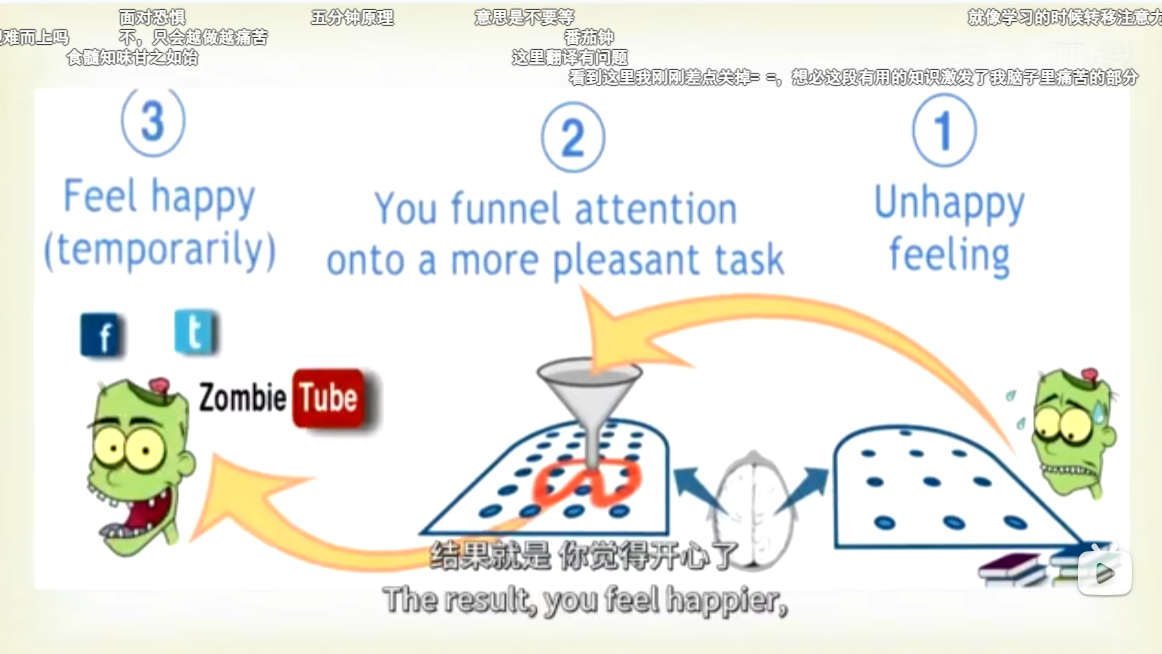 面对恐惧
五分钟原理
意思是不要等
就像学习的时候转移注意力
难而上吗
不，只会越做越痛苦
番茄钟
食髓知味甘之如饴
这里翻译有问题
看到这里我刚刚差点关掉= =，想必这段有用的知识激发了我脑子里痛苦的部分
3
Feel happy
(temporarily)
2
You funnel attention
onto a more pleasant task
1
Unhappy
feeling
f
t
Zombie Tube
结果就是 你觉得开心了
The result, you feel happier,